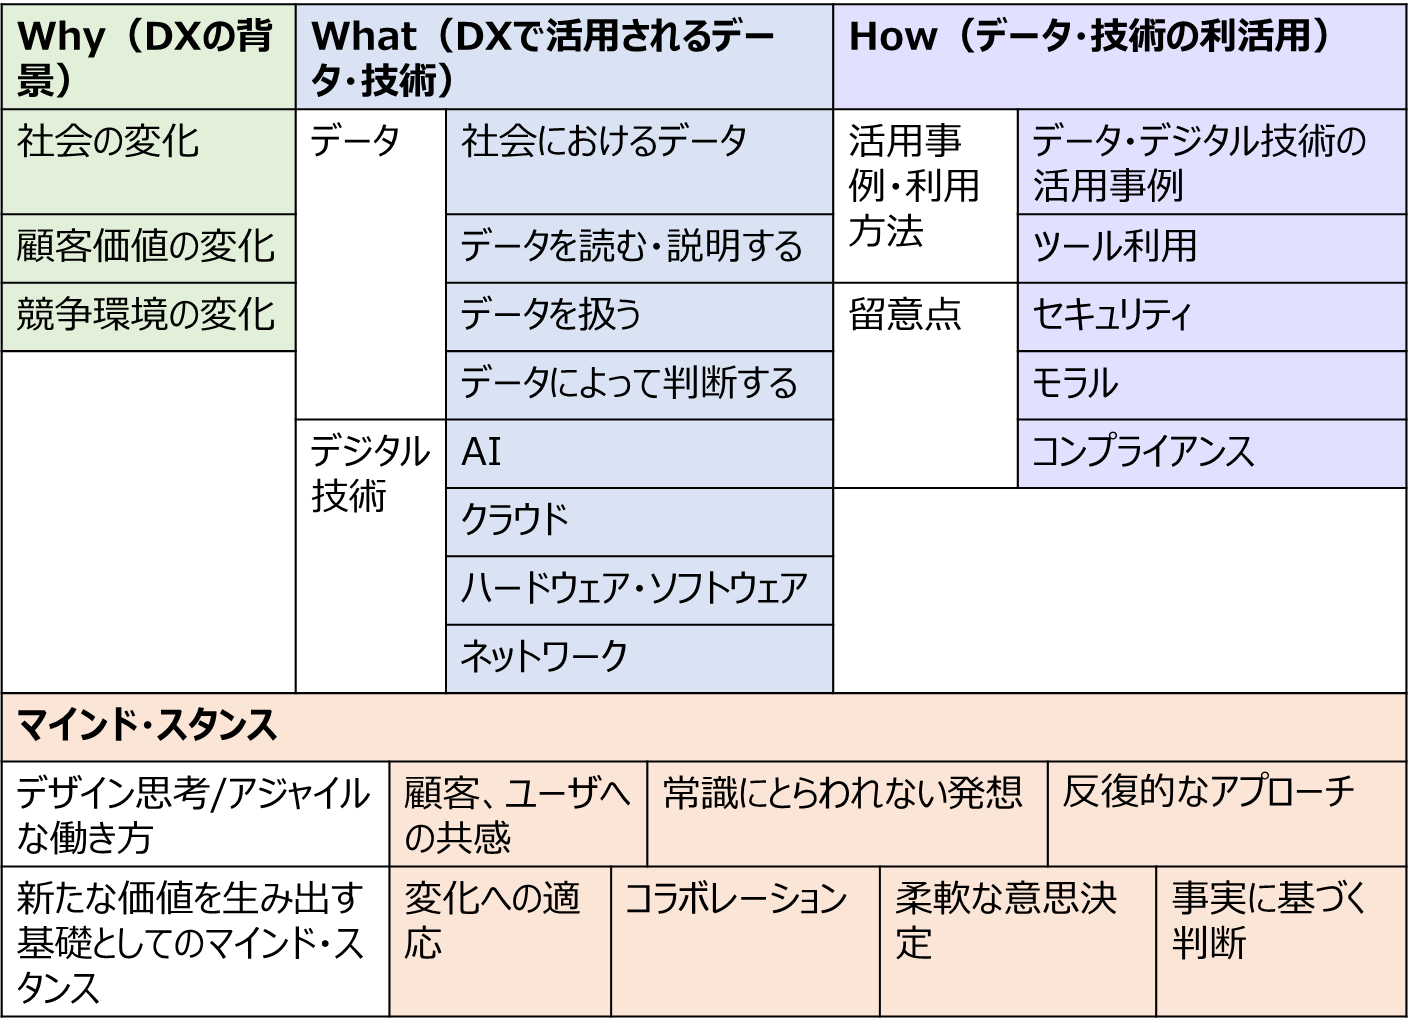 Why（DXの背
景）
What（DXで活用されるデー
タ・技術）
How（データ・技術の利活用）
社会の変化
データ
社会におけるデータ
活用事
例・利用
方法
データ・デジタル技術の
活用事例
顧客価値の変化
データを読む・説明する
ツール利用
競争環境の変化
データを扱う
留意点
セキュリティ
データによって判断する
モラル
デジタル
技術
AI
コンプライアンス
クラウド
ハードウェア・ソフトウェア
ネットワーク
マインド・スタンス
デザイン思考/アジャイル
な働き方
顧客、ユーザへ
の共感
常識にとらわれない発想
反復的なアプローチ
新たな価値を生み出す
基礎としてのマインド・ス
タンス
変化への適
応
コラボレーション
柔軟な意思決
定
事実に基づく
判断